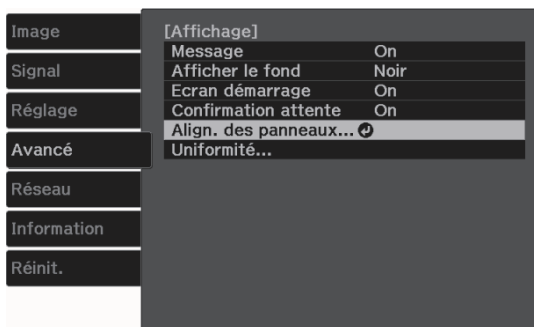 Image
Signal
Réglage
Avancé
Réseau
Information
Réinit.
[Affichage]
Message On
Afficher le fond Noir
Ecran démarrage On
Confirmation attente On
Align. des panneaux...
Uniformité...